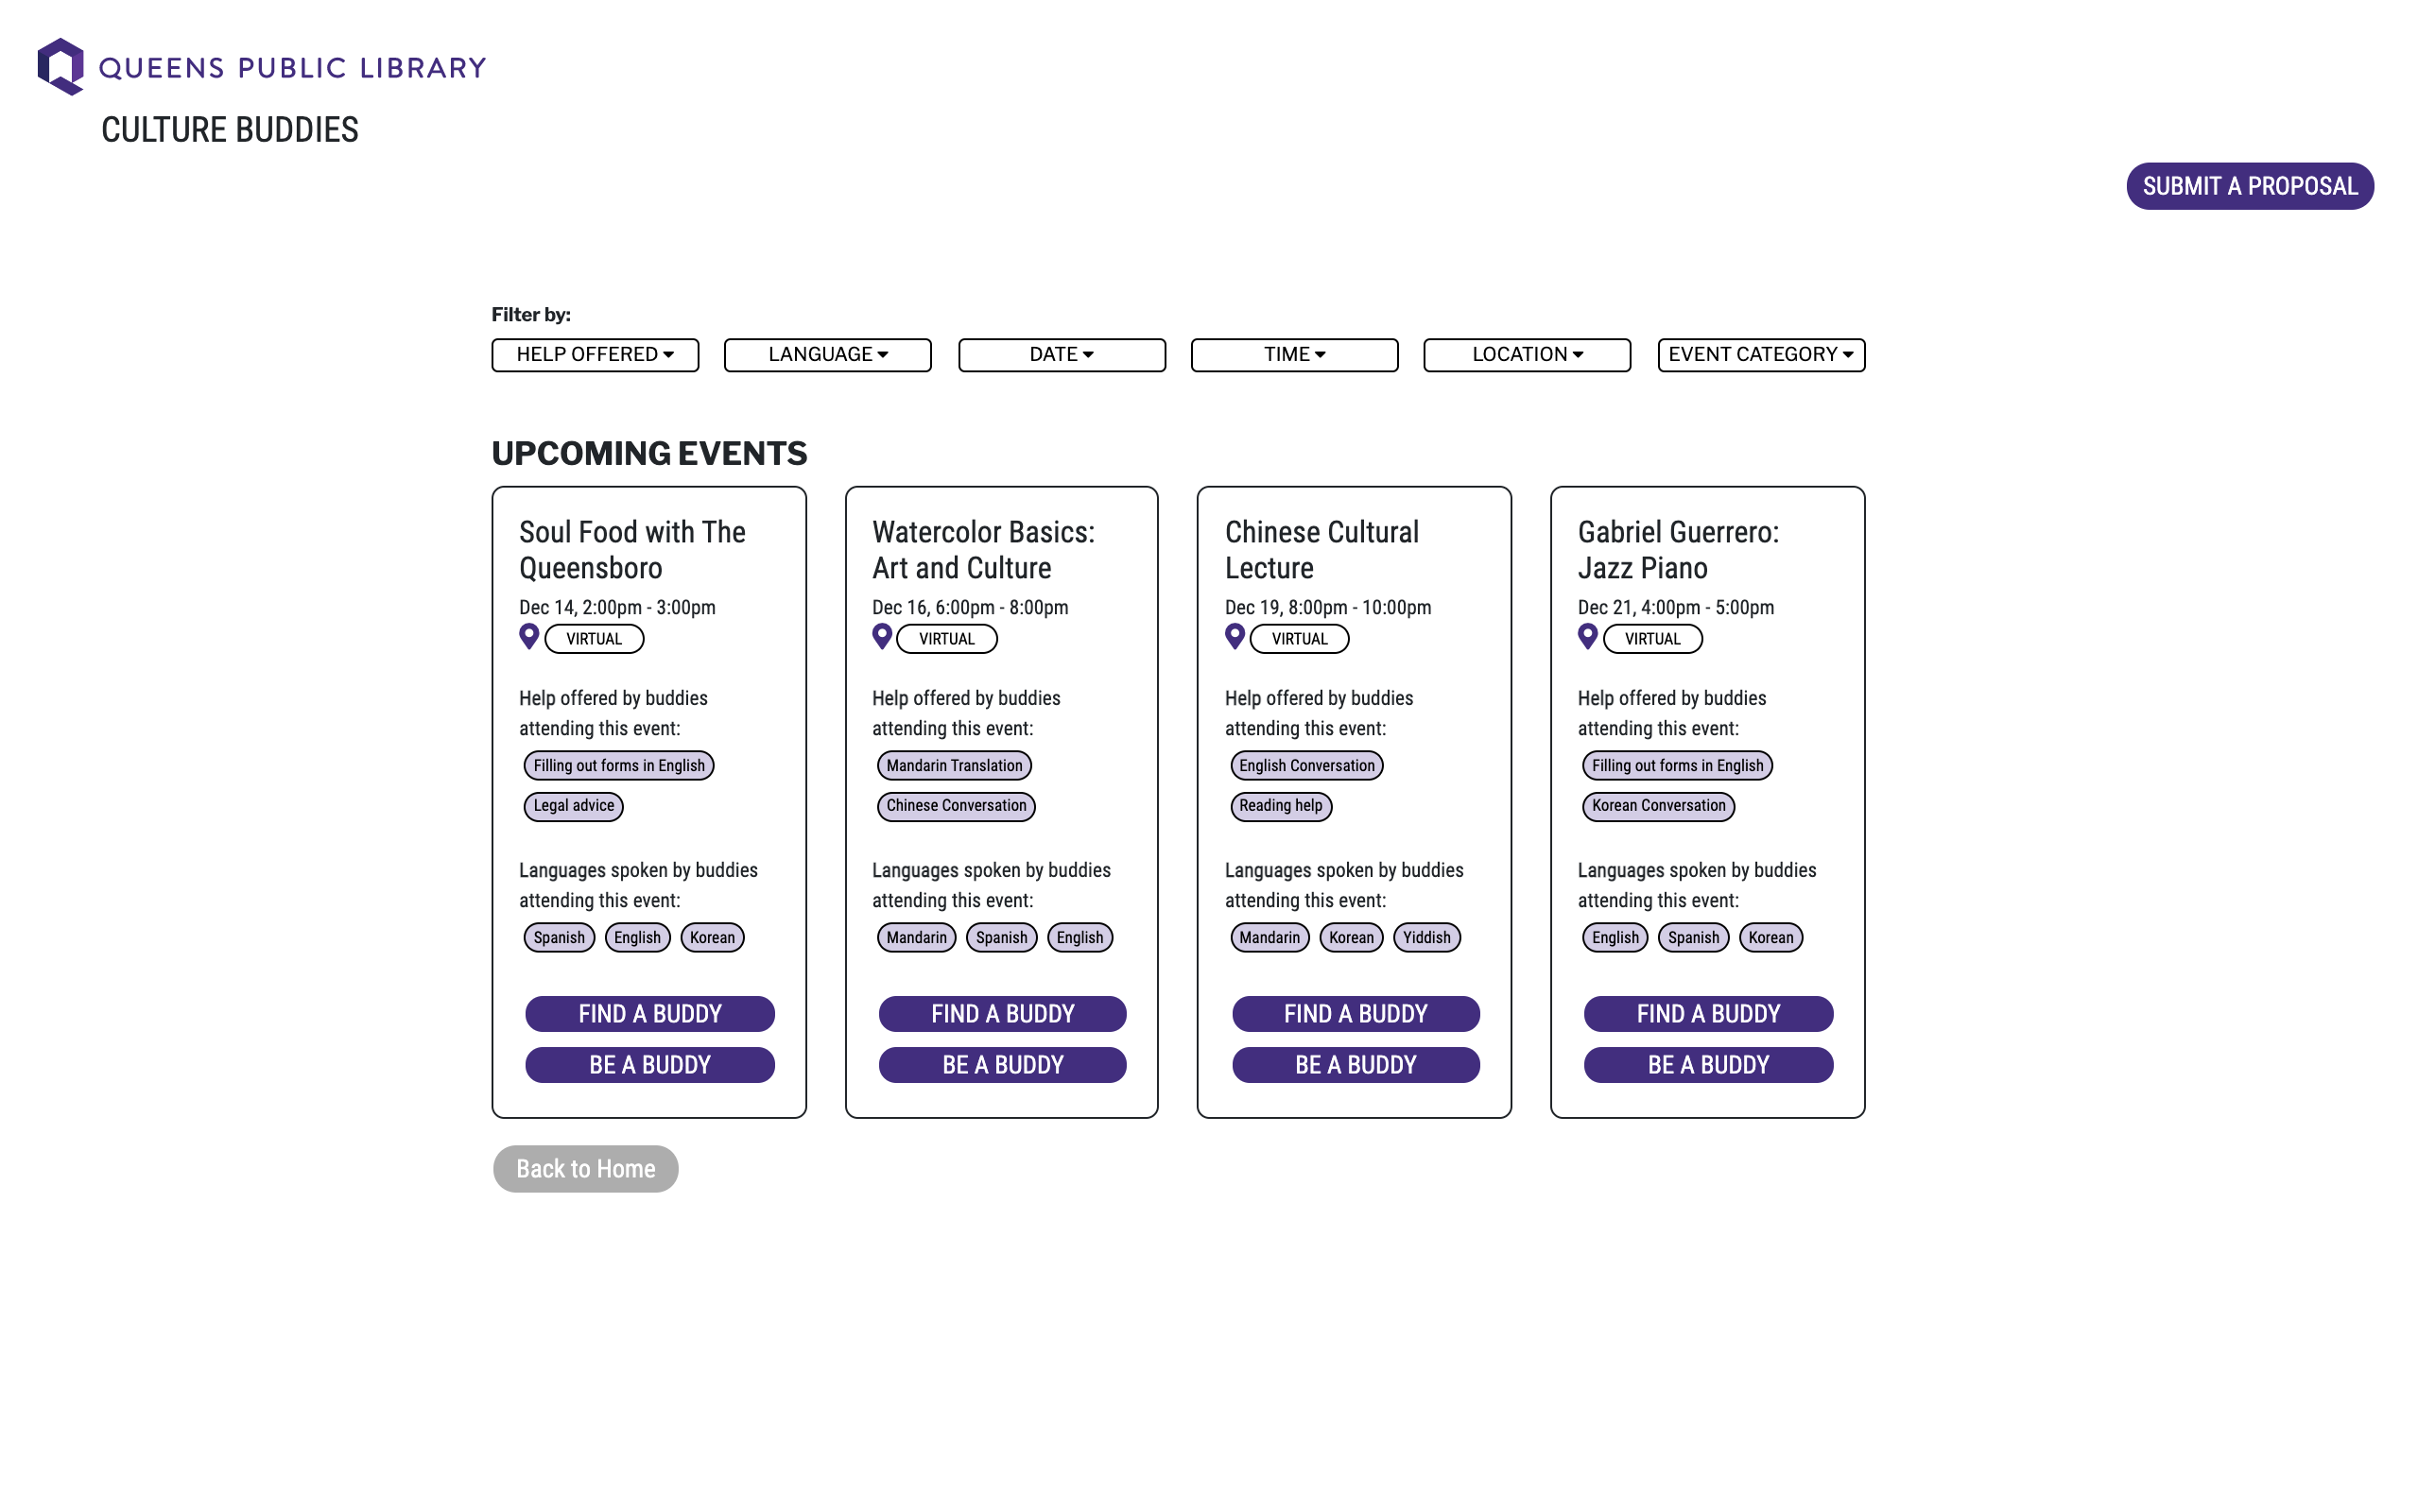 QUEENS PUBLIC LIBRARY
CULTURE BUDDIES
SUBMIT A PROPOSAL
Filter by:
HELP OFFERED
LANGUAGE
DATE
TIME
LOCATION
EVENT CATEGORY
UPCOMING EVENTS
Soul Food with The
Queensboro
Dec 14, 2:00pm - 3:00pm
VIRTUAL
Help offered by buddies
attending this event:
Filling out forms in English
Legal advice
Languages spoken by buddies
attending this event:
Spanish English Korean
FIND A BUDDY
BE A BUDDY
Watercolor Basics:
Art and Culture
Dec 16, 6:00pm - 8:00pm
VIRTUAL
Help offered by buddies
attending this event:
Mandarin Translation
Chinese Conversation
Languages spoken by buddies
attending this event:
Mandarin Spanish English
FIND A BUDDY
BE A BUDDY
Chinese Cultural
Lecture
Dec 19, 8:00pm - 10:00pm
VIRTUAL
Help offered by buddies
attending this event:
English Conversation
Reading help
Languages spoken by buddies
attending this event:
Mandarin Korean Yiddish
FIND A BUDDY
BE A BUDDY
Gabriel Guerrero:
Jazz Piano
Dec 21, 4:00pm - 5:00pm
VIRTUAL
Help offered by buddies
attending this event:
Filling out forms in English
Korean Conversation
Languages spoken by buddies
attending this event:
English Spanish Korean
FIND A BUDDY
BE A BUDDY
Back to Home